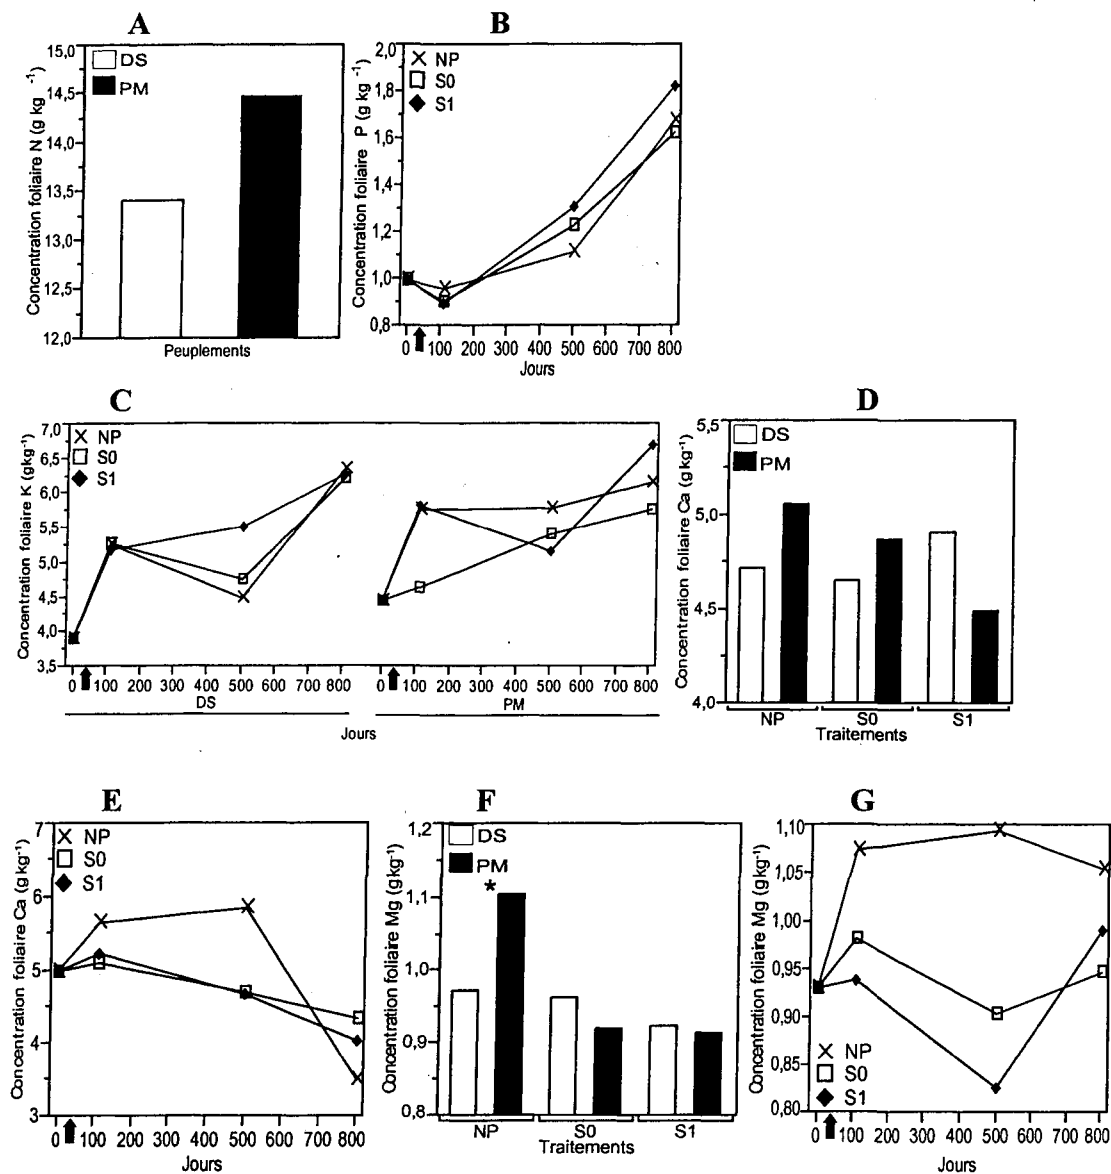 A
Concentration foliaire N (g kg -1)
15,0
14,5
14,0
13,5
13,0
12,5
12,0
DS
PM
Peuplements
B
Concentration foliaire P (g kg -1)
2,0
1,8
1,6
1,4
1,2
1,0
0,8
NP
S0
S1
0 100 200 300 400 500 600 700 800
Jours
C
Concentration foliaire K (gkg-1)
7,0
6,5
6,0
5,5
5,0
4,5
4,0
3,5
NP
S0
S1
0 100 200 300 400 500 600 700 800
DS
0 100 200 300 400 500 600 700 800
PM
Jours
D
Concentration foliaire Ca (gkg-1)
5,5
5,0
4,5
4,0
DS
PM
NP S0 S1
Traitements
E
Concentration foliaire Ca (gkg-1)
7
6
5
4
3
NP
S0
S1
0 100 200 300 400 500 600 700 800
Jours
F
Concentration foliaire Mg (gkg-1)
1,2
1,1
1,0
0,9
0,8
DS
PM
*
NP S0 S1
Traitements
G
Concentration foliaire Mg (gkg-1)
1,10
1,05
1,00
0,95
0,90
0,85
0,80
NP
S0
S1
0 100 200 300 400 500 600 700 800
Jours